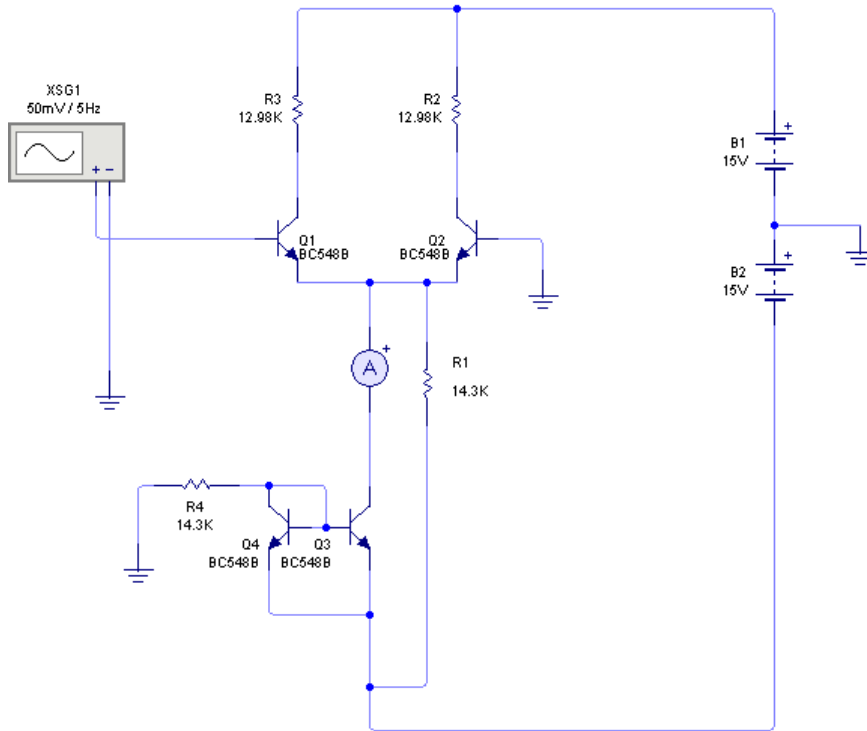 XSG1
50mV / 5Hz
+ −
R3
12.98K
R2
12.98K
+
B1
15V
Q1
BC548B
Q2
BC548B
+
B2
15V
+
A
R1
14.3K
R4
14.3K
Q4
BC548B
Q3
BC548B